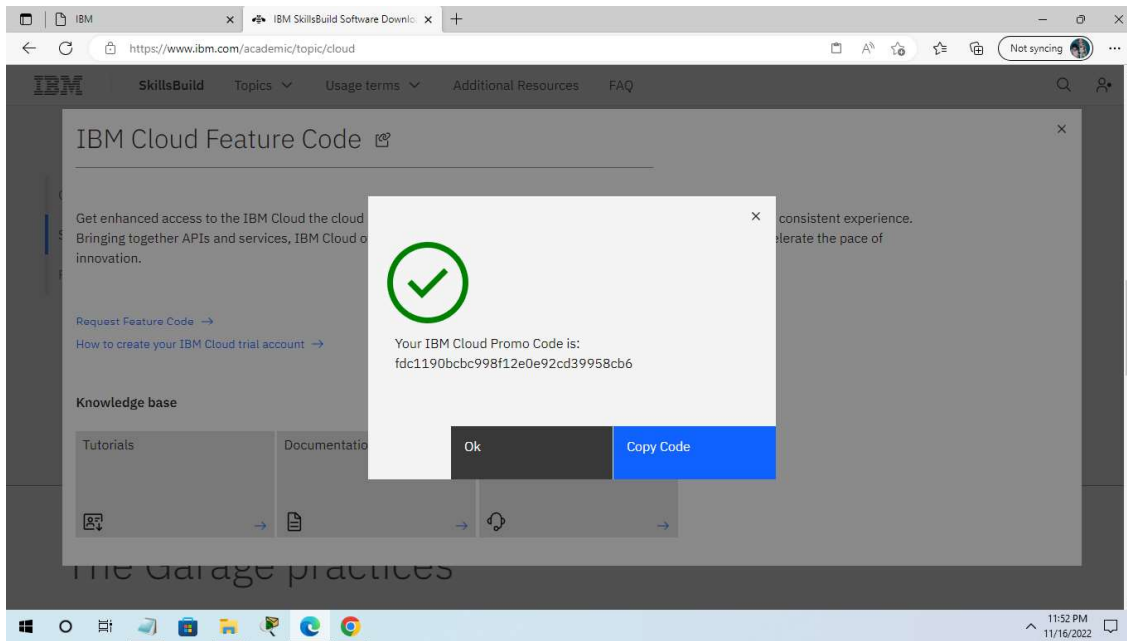 IBM
IBM SkillsBuild Software Downlo
https://www.ibm.com/academic/topic/cloud
Not syncing
IBM SkillsBuild Topics Usage terms Additional Resources FAQ
IBM Cloud Feature Code
Get enhanced access to the IBM Cloud the cloud consistent experience.
Bringing together APIs and services, IBM Cloud o elerate the pace of
innovation.
Request Feature Code →
How to create your IBM Cloud trial account →
Your IBM Cloud Promo Code is:
fdc1190bcbc998f12e0e92cd39958cb6
Ok Copy Code
Knowledge base
Tutorials Documentatio
The Garage practices
11:52 PM
11/16/2022